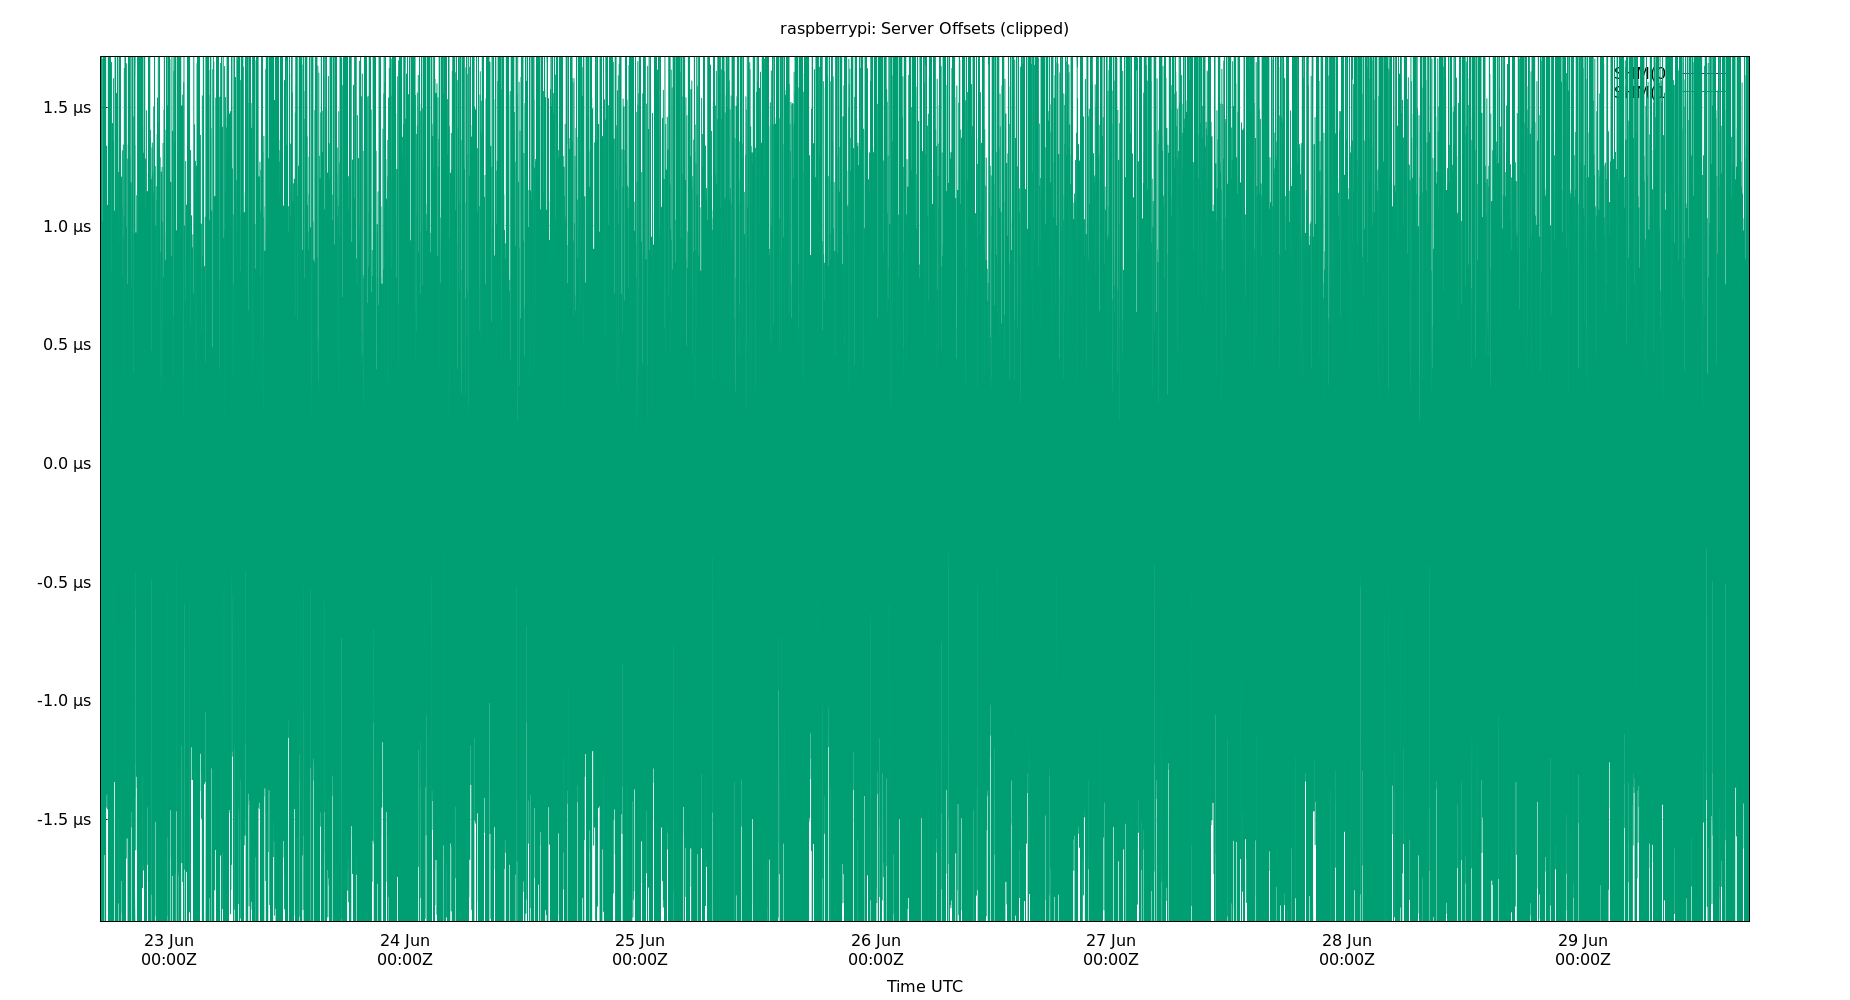 raspberrypi: Server Offsets (clipped)
1.5 µs
1.0 µs
0.5 µs
0.0 µs
-0.5 µs
-1.0 µs
-1.5 µs
23 Jun 24 Jun 25 Jun 26 Jun 27 Jun 28 Jun 29 Jun
00:00Z 00:00Z 00:00Z 00:00Z 00:00Z 00:00Z 00:00Z
Time UTC